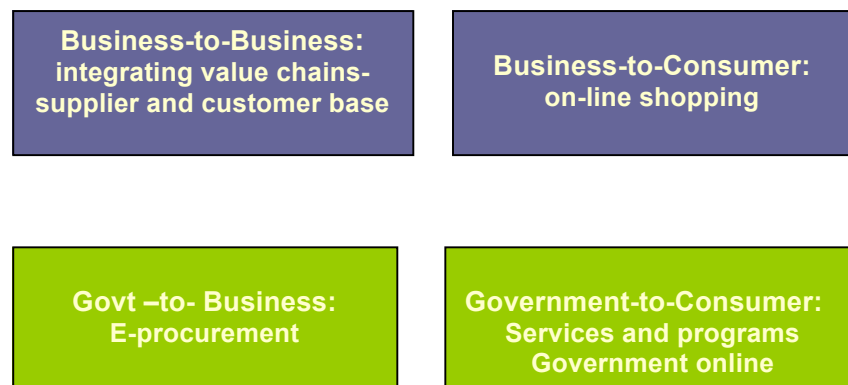 Business-to-Business:
integrating value chains-
supplier and customer base
Business-to-Consumer:
on-line shopping
Govt –to- Business:
E-procurement
Government-to-Consumer:
Services and programs
Government online